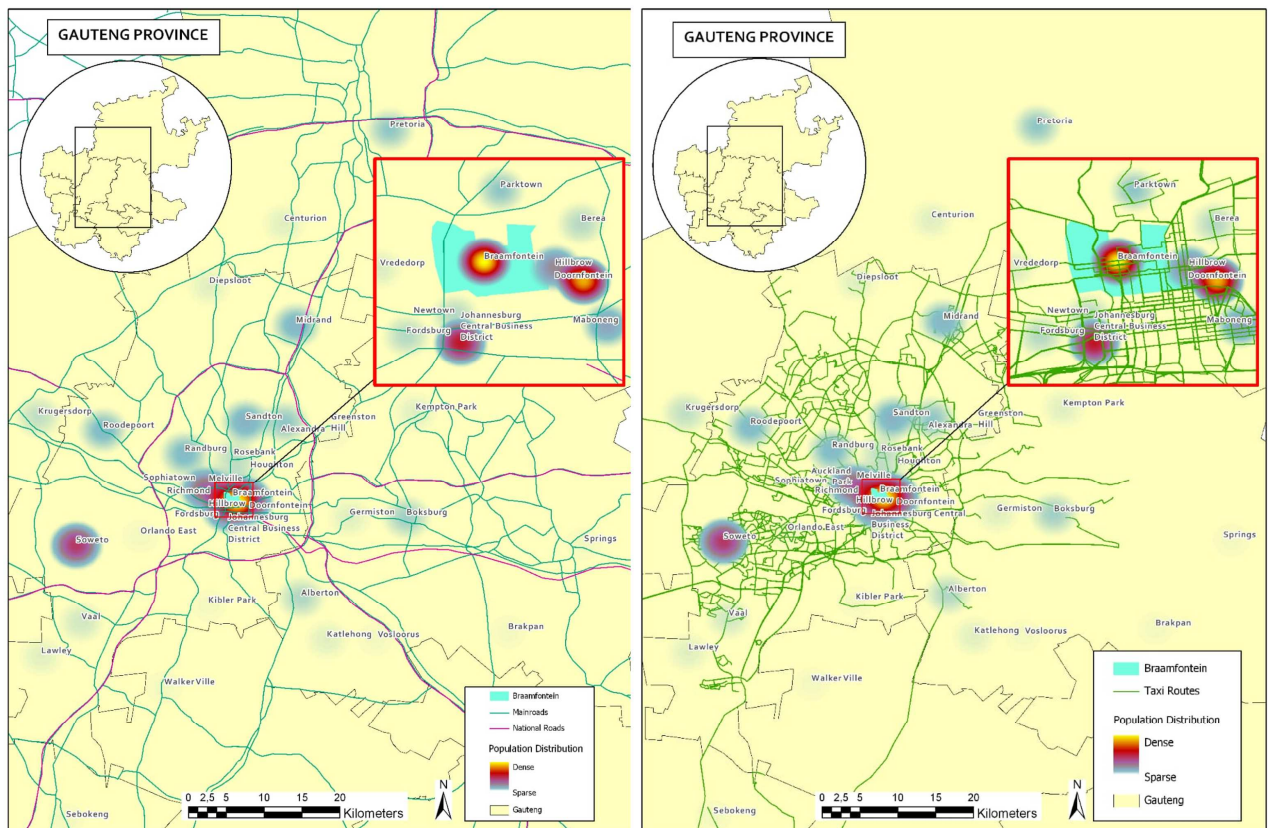 GAUTENG PROVINCE
Pretoria
Parktown
Centurion
Berea
Braamfontein
Vrededorp
Hillbrow
Doornfontein
Diepsloot
Newtown
Johannesburg
Central Business
District
Fordsburg
Maboneng
Midrand
Krugersdorp
Roodepoort
Sandton
Greenston
Hill
Alexandra
Kempton Park
Randburg
Rosebank
Houghton
Sophiatown
Melville
Richmond
Braamfontein
Hillbrow
Doornfontein
Fordsburg
Johannesburg
Central Business
District
Germiston
Boksburg
Orlando East
Soweto
Springs
Kibler Park
Alberton
Vaal
Katlehong
Vosloorus
Brakpan
Lawley
Walker Ville
Sebokeng
Braamfontein
Mainroads
National Roads
Population Distribution
Dense
Sparse
Gauteng
N
0 2,5 5 10 15 20
Kilometers
GAUTENG PROVINCE
Pretoria
Parktown
Centurion
Berea
Braamfontein
Vrededorp
Hillbrow
Doornfontein
Diepsloot
Newtown
Johannesburg
Central Business
District
Fordsburg
Maboneng
Midrand
Krugersdorp
Roodepoort
Sandton
Greenston
Hill
Alexandra
Kempton Park
Randburg
Rosebank
Houghton
Auckland
Park
Sophiatown
Melville
Richmond
Braamfontein
Hillbrow
Doornfontein
Fordsburg
Johannesburg Central
Business
District
Germiston
Boksburg
Orlando East
Soweto
Springs
Kibler Park
Alberton
Vaal
Katlehong
Vosloorus
Brakpan
Lawley
Walker Ville
Sebokeng
Braamfontein
Taxi Routes
Population Distribution
Dense
Sparse
Gauteng
N
0 2,5 5 10 15 20
Kilometers